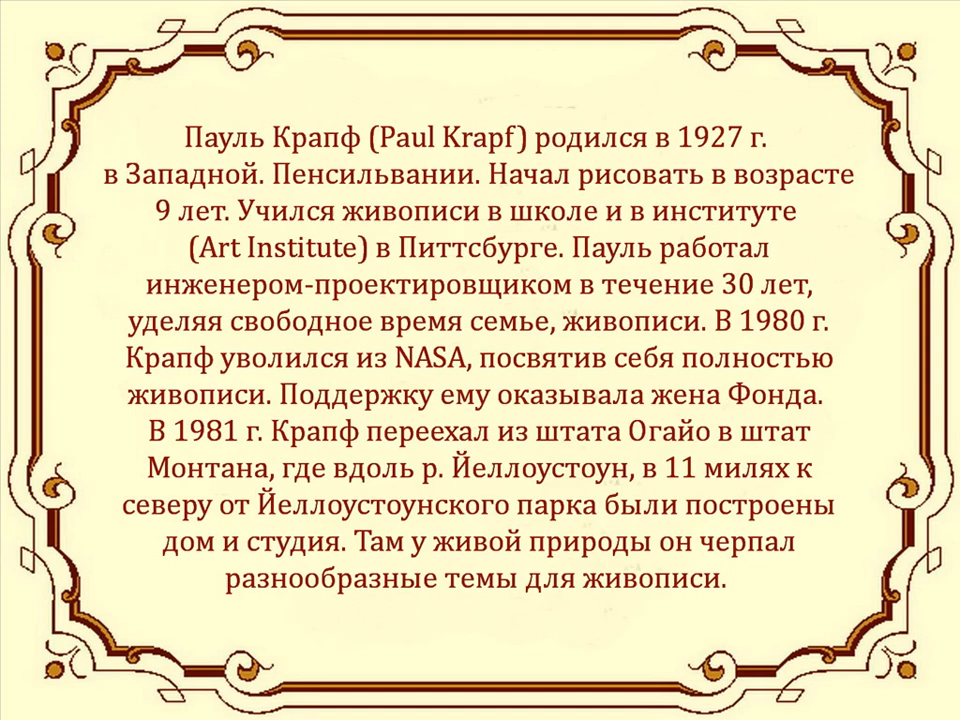 Пауль Крапф (Paul Krapf) родился в 1927 г.
в Западной. Пенсильвании. Начал рисовать в возрасте
9 лет. Учился живописи в школе и в институте
(Art Institute) в Питтсбурге. Пауль работал
инженером-проектировщиком в течение 30 лет,
уделяя свободное время семье, живописи. В 1980 г.
Крапф уволился из NASA, посвятив себя полностью
живописи. Поддержку ему оказывала жена Фонда.
В 1981 г. Крапф переехал из штата Огайо в штат
Монтана, где вдоль р. Йеллоустоун, в 11 милях к
северу от Йеллоустоунского парка были построены
дом и студия. Там у живой природы он черпал
разнообразные темы для живописи.